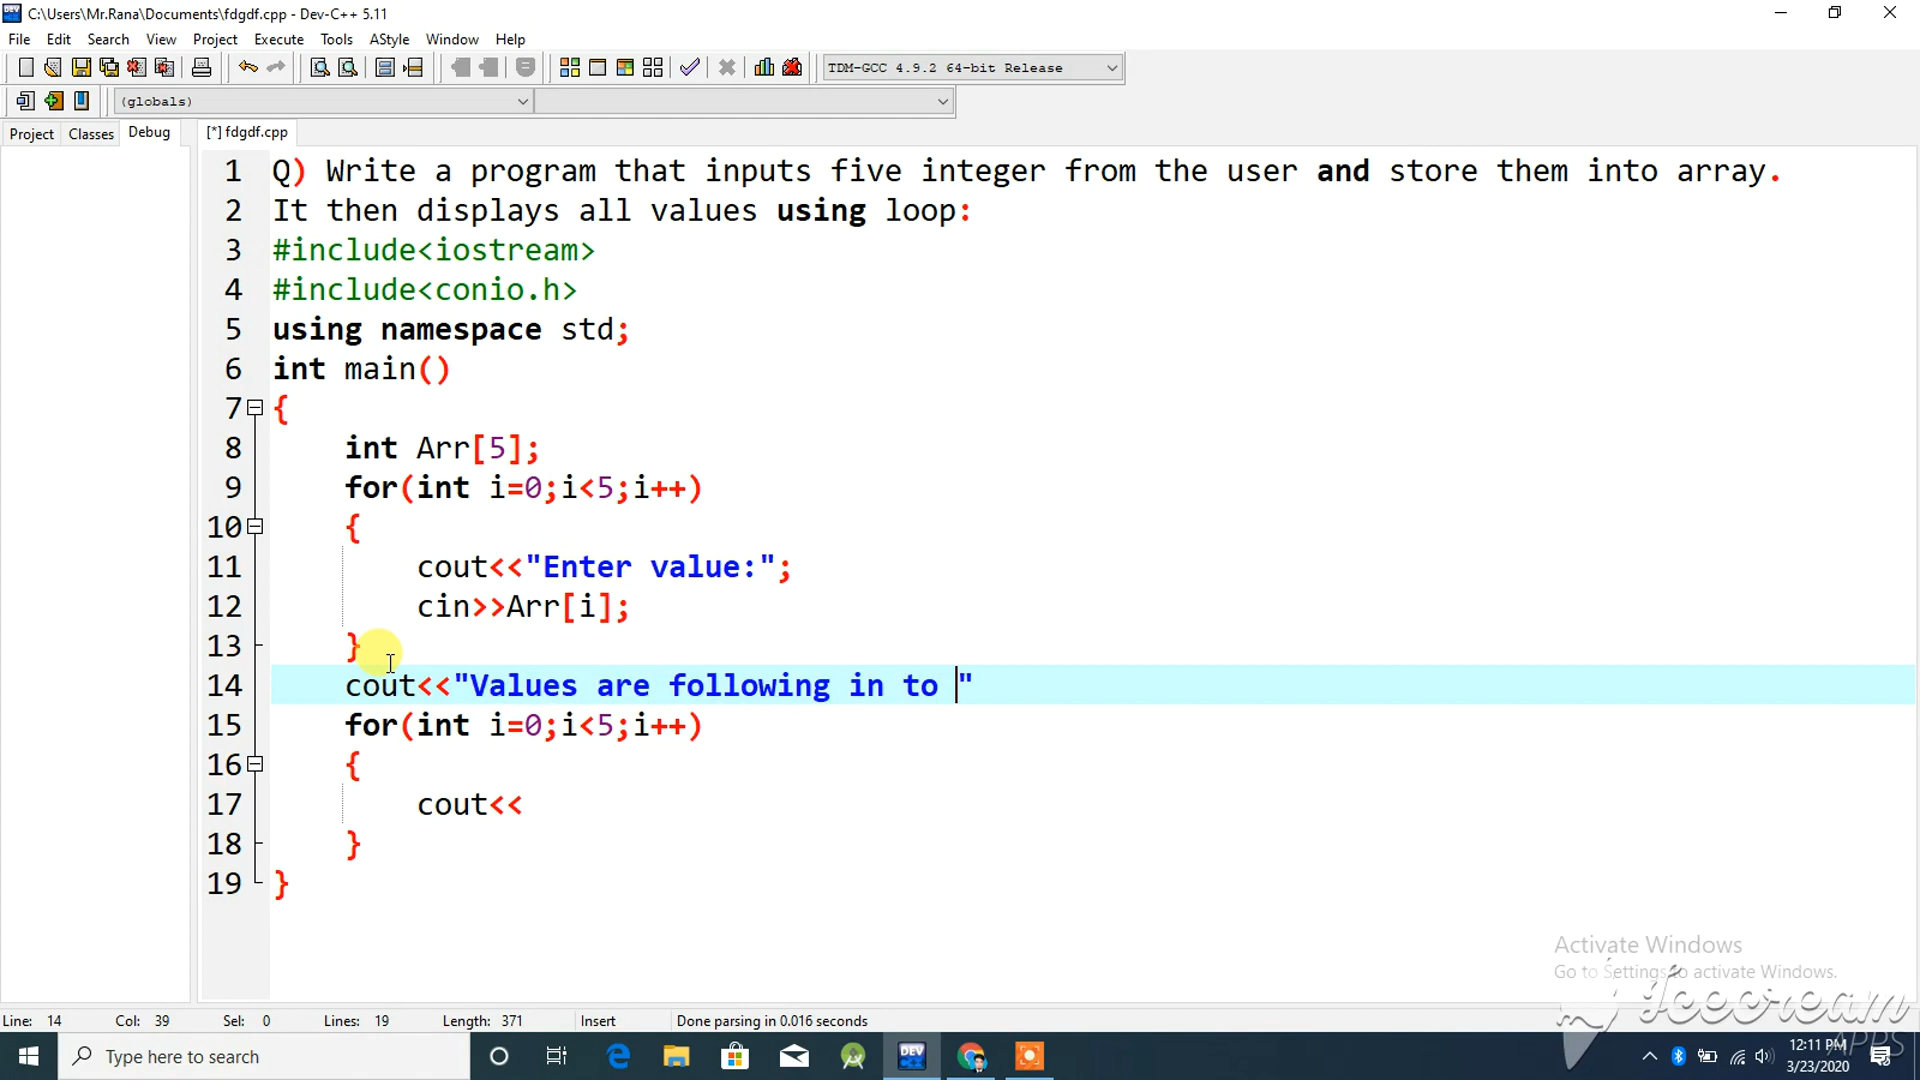 C:\Users\Mr.Rana\Documents\fdgdf.cpp - Dev-C++ 5.11
File Edit Search View Project Execute Tools AStyle Window Help
TDM-GCC 4.9.2 64-bit Release
(globals)
Project Classes Debug [*] fdgdf.cpp
1 Q) Write a program that inputs five integer from the user and store them into array.
2 It then displays all values using loop:
3 #include<iostream>
4 #include<conio.h>
5 using namespace std;
6 int main()
7 {
8 int Arr[5];
9 for(int i=0;i<5;i++)
10 {
11 cout<<"Enter value:";
12 cin>>Arr[i];
13 }
14 cout<<"Values are following in to "
15 for(int i=0;i<5;i++)
16 {
17 cout<<
18 }
19 }
Activate Windows
Go to Settings to activate Windows.
Icecream
APPS
Line: 14 Col: 39 Sel: 0 Lines: 19 Length: 371 Insert Done parsing in 0.016 seconds
Type here to search
DEV
12:11 PM
3/23/2020